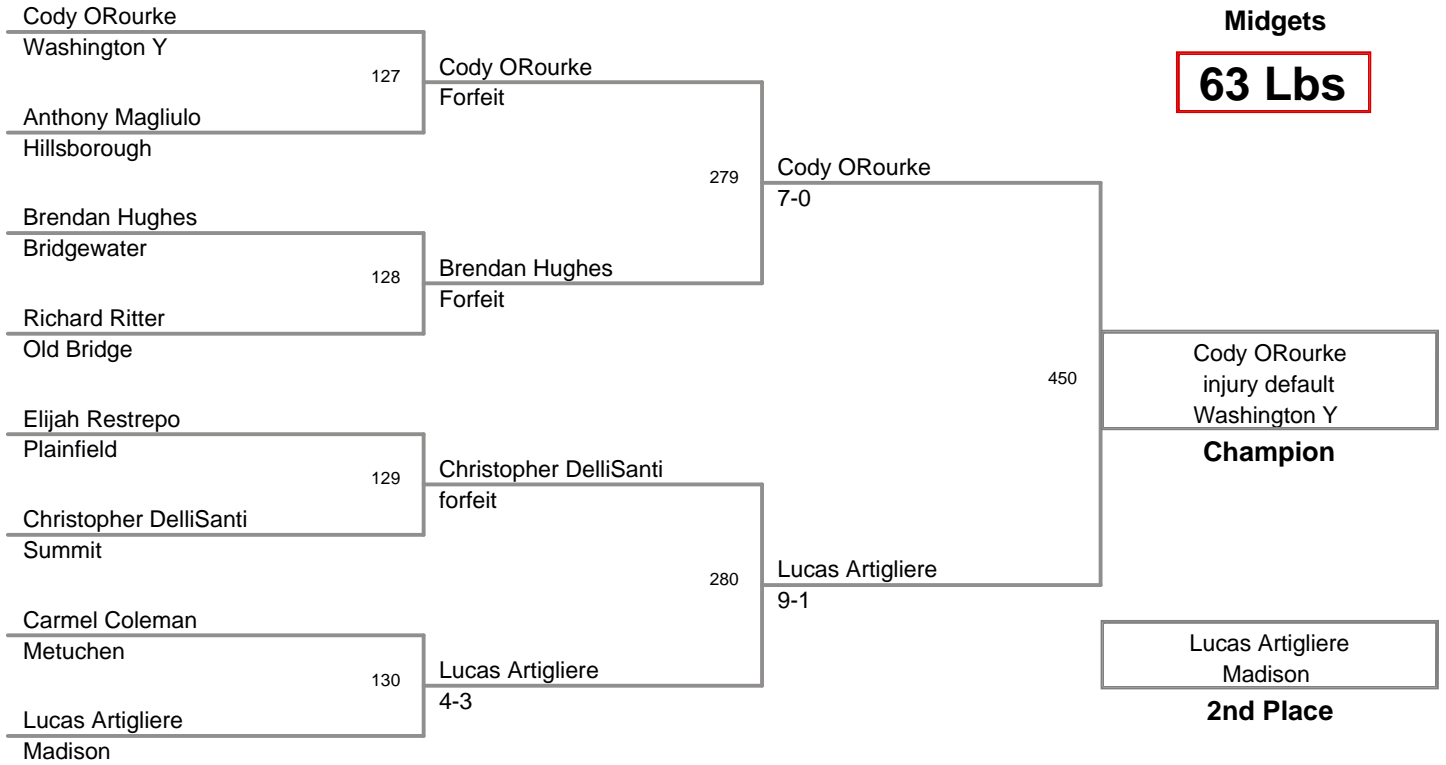 Cody ORourke
Washington Y
127
Anthony Magliulo
Hillsborough
Brendan Hughes
Bridgewater
128
Richard Ritter
Old Bridge
Elijah Restrepo
Plainfield
129
Christopher DelliSanti
Summit
Carmel Coleman
Metuchen
130
Lucas Artigliere
Madison
Cody ORourke
Forfeit
279
Brendan Hughes
Forfeit
Christopher DelliSanti
forfeit
280
Lucas Artigliere
4-3
Cody ORourke
7-0
450
Lucas Artigliere
9-1
Midgets
63 Lbs
Cody ORourke
injury default
Washington Y
Champion
Lucas Artigliere
Madison
2nd Place